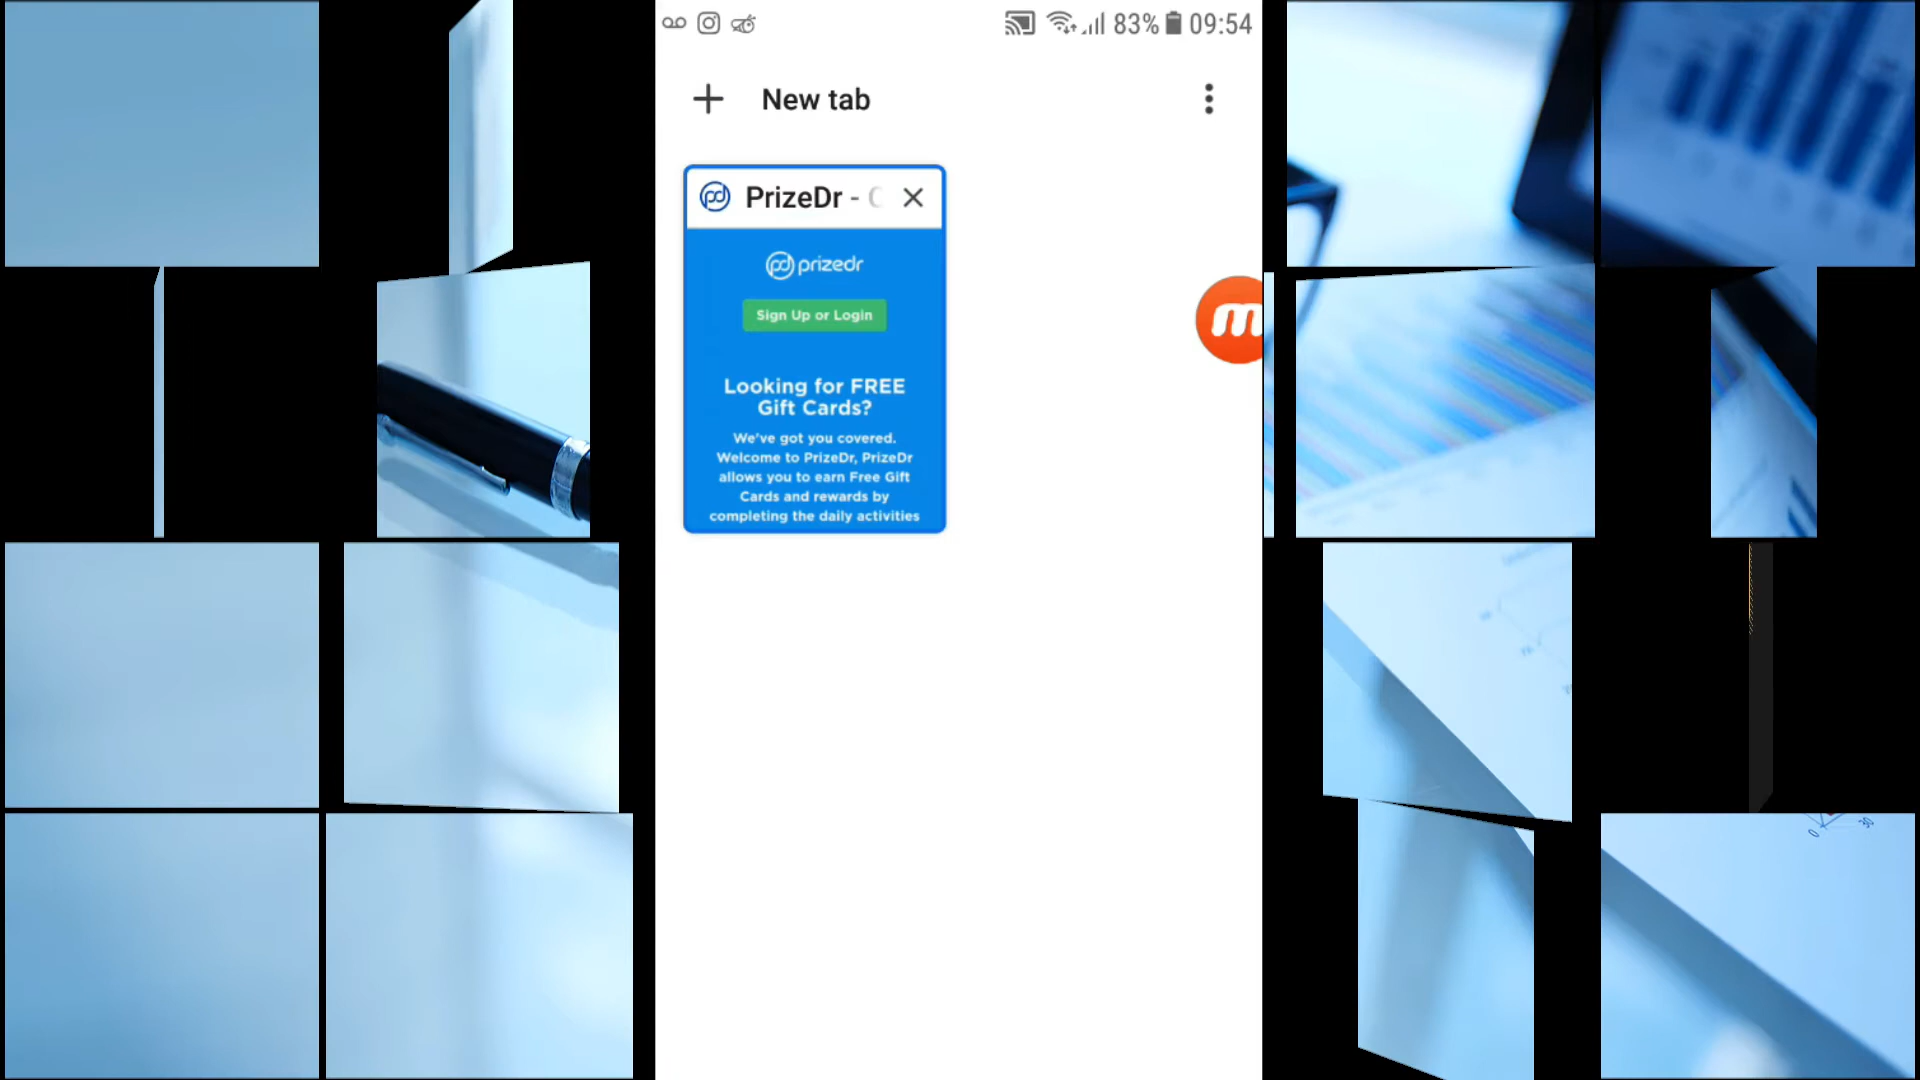 83% 09:54
New tab
PrizeDr -
prizedr
Sign Up or Login
Looking for FREE
Gift Cards?
We've got you covered.
Welcome to PrizeDr, PrizeDr
allows you to earn Free Gift
Cards and rewards by
completing the daily activities
0
30